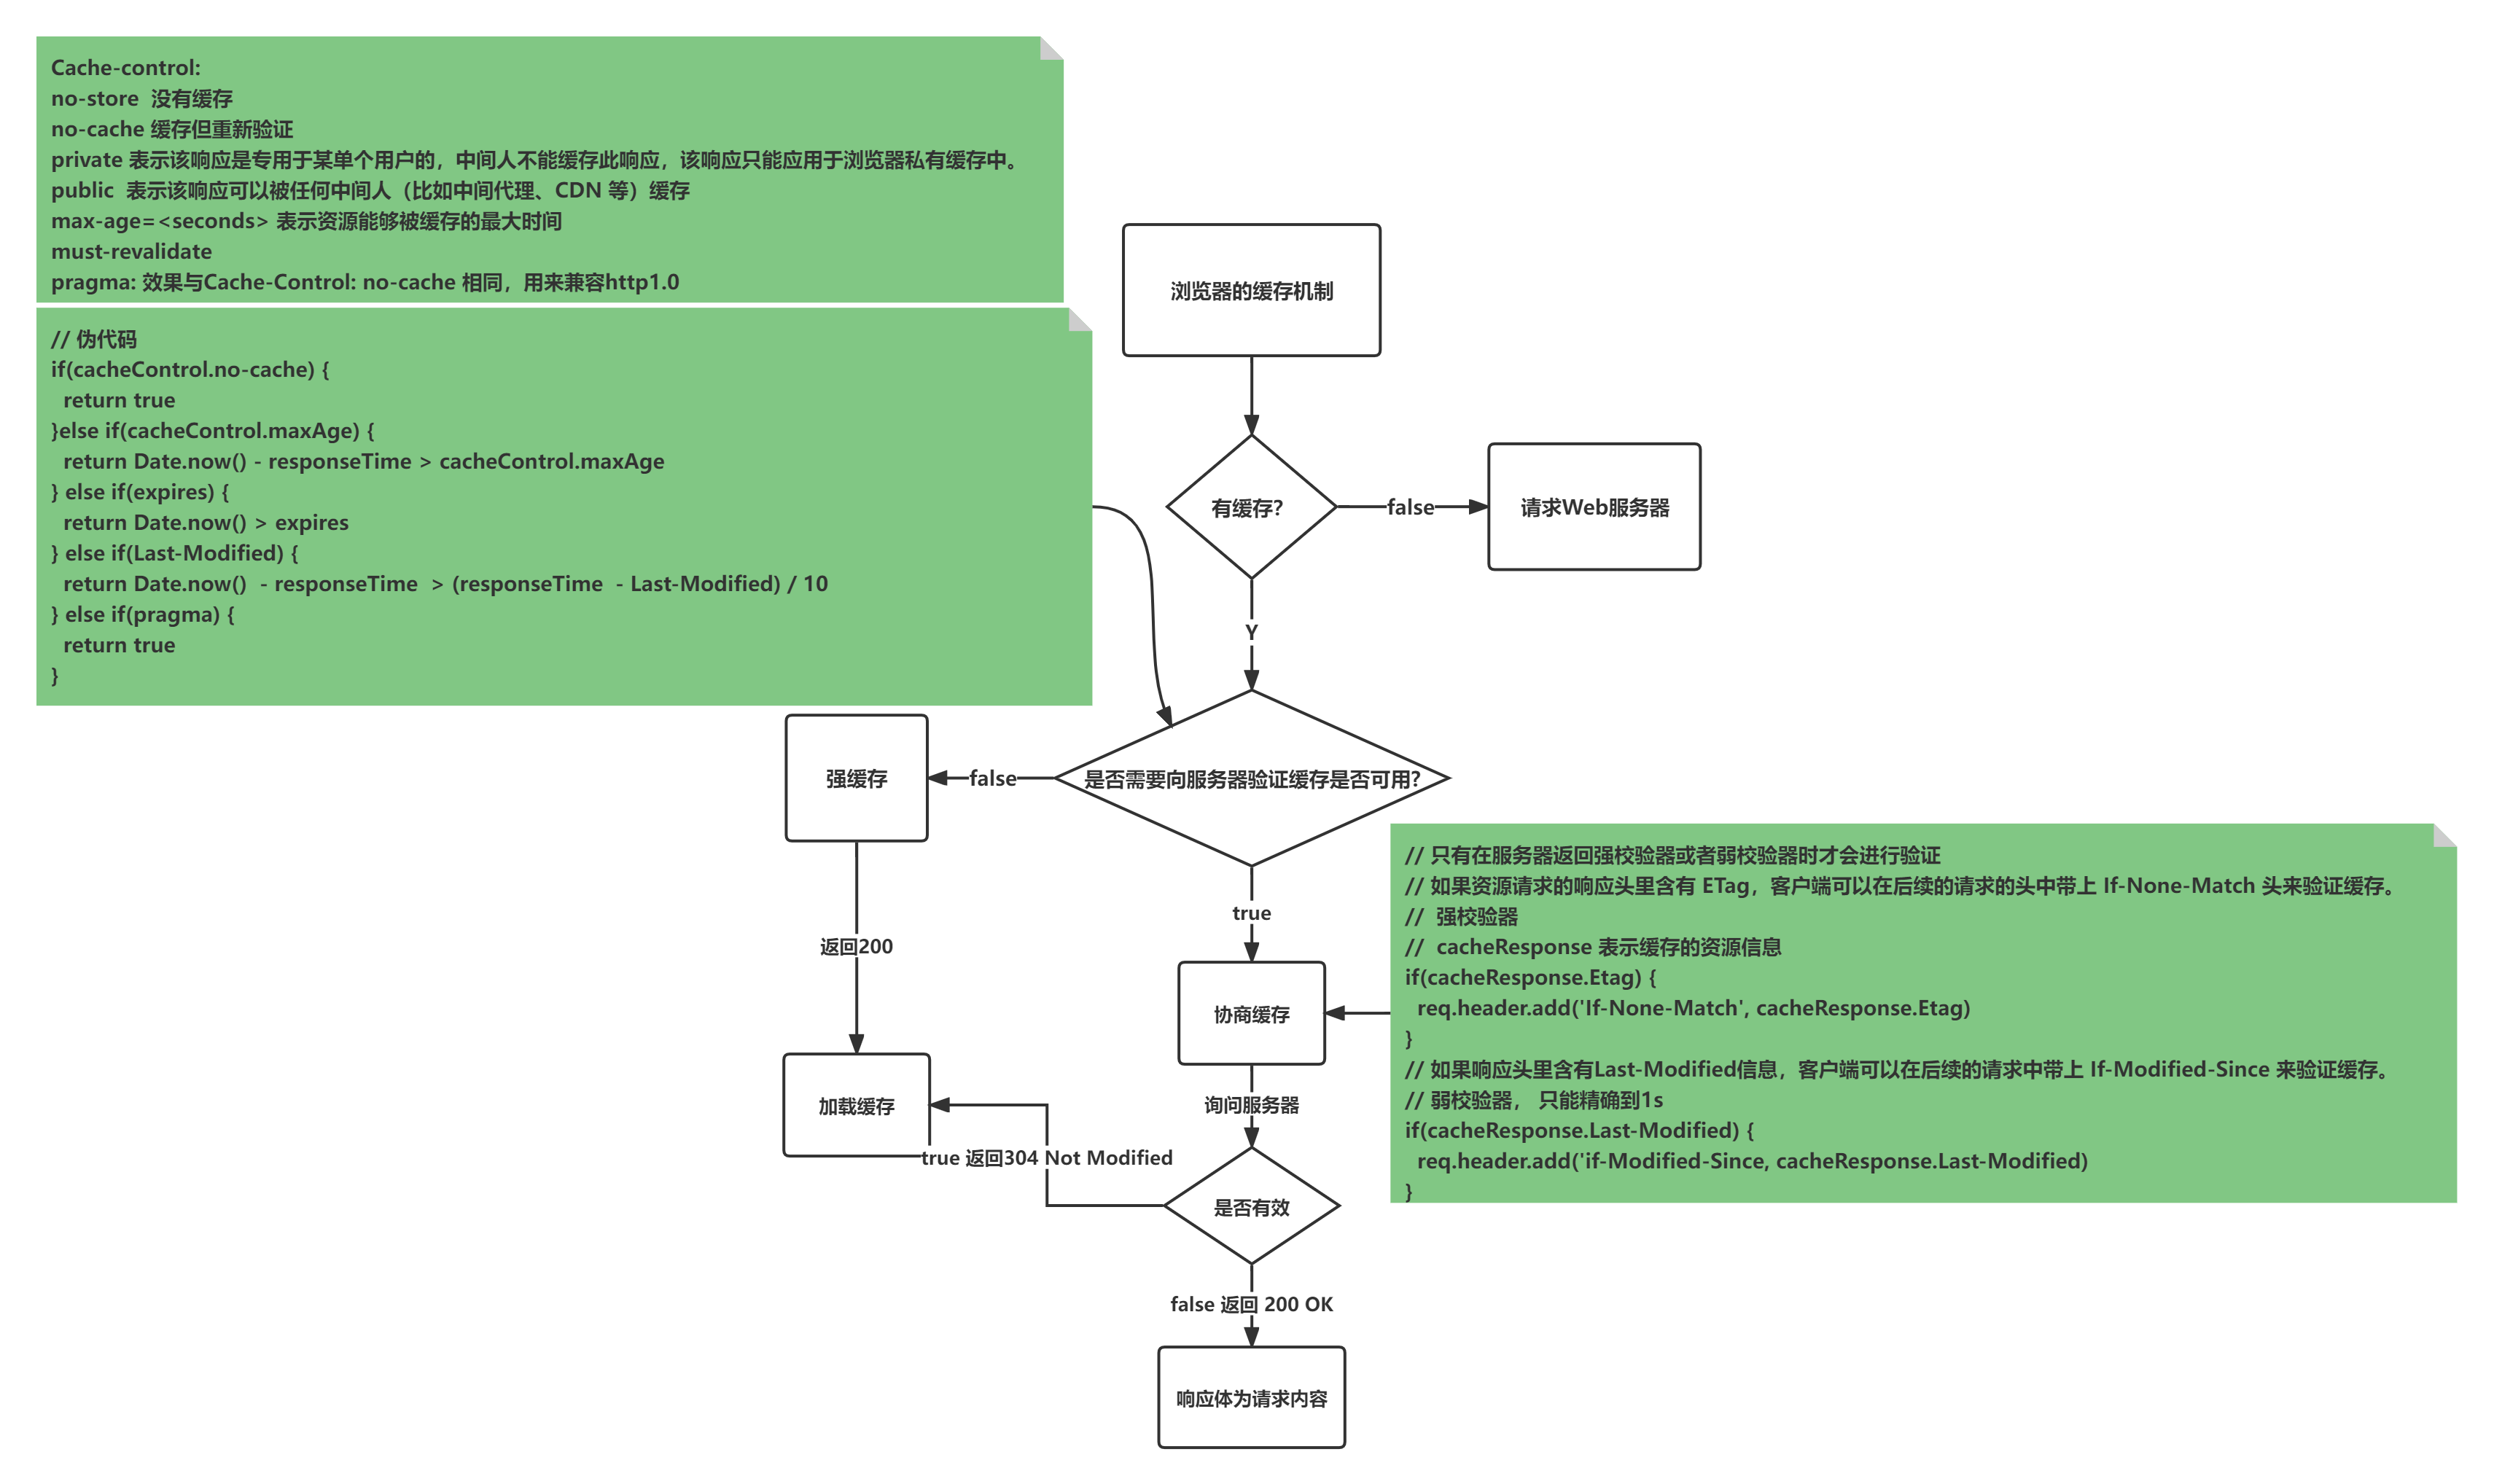 Cache-control:
no-store  没有缓存
no-cache 缓存但重新验证
private 表示该响应是专用于某单个用户的，中间人不能缓存此响应，该响应只能应用于浏览器私有缓存中。
public  表示该响应可以被任何中间人（比如中间代理、CDN 等）缓存
max-age=<seconds> 表示资源能够被缓存的最大时间
must-revalidate
pragma: 效果与Cache-Control: no-cache 相同，用来兼容http1.0
// 伪代码
if(cacheControl.no-cache) {
  return true
}else if(cacheControl.maxAge) {
  return Date.now() - responseTime > cacheControl.maxAge
} else if(expires) {
  return Date.now() > expires
} else if(Last-Modified) {
  return Date.now()  - responseTime  > (responseTime  - Last-Modified) / 10
} else if(pragma) {
  return true
}
浏览器的缓存机制
有缓存?
false
请求Web服务器
Y
是否需要向服务器验证缓存是否可用?
false
强缓存
返回200
加载缓存
true
协商缓存
// 只有在服务器返回强校验器或者弱校验器时才会进行验证
// 如果资源请求的响应头里含有 ETag，客户端可以在后续的请求的头中带上 If-None-Match 头来验证缓存。
//  强校验器
//  cacheResponse 表示缓存的资源信息
if(cacheResponse.Etag) {
  req.header.add('If-None-Match', cacheResponse.Etag)
}
// 如果响应头里含有Last-Modified信息，客户端可以在后续的请求中带上 If-Modified-Since 来验证缓存。
// 弱校验器， 只能精确到1s
if(cacheResponse.Last-Modified) {
  req.header.add('if-Modified-Since, cacheResponse.Last-Modified)
}
询问服务器
true 返回304 Not Modified
是否有效
false 返回 200 OK
响应体为请求内容